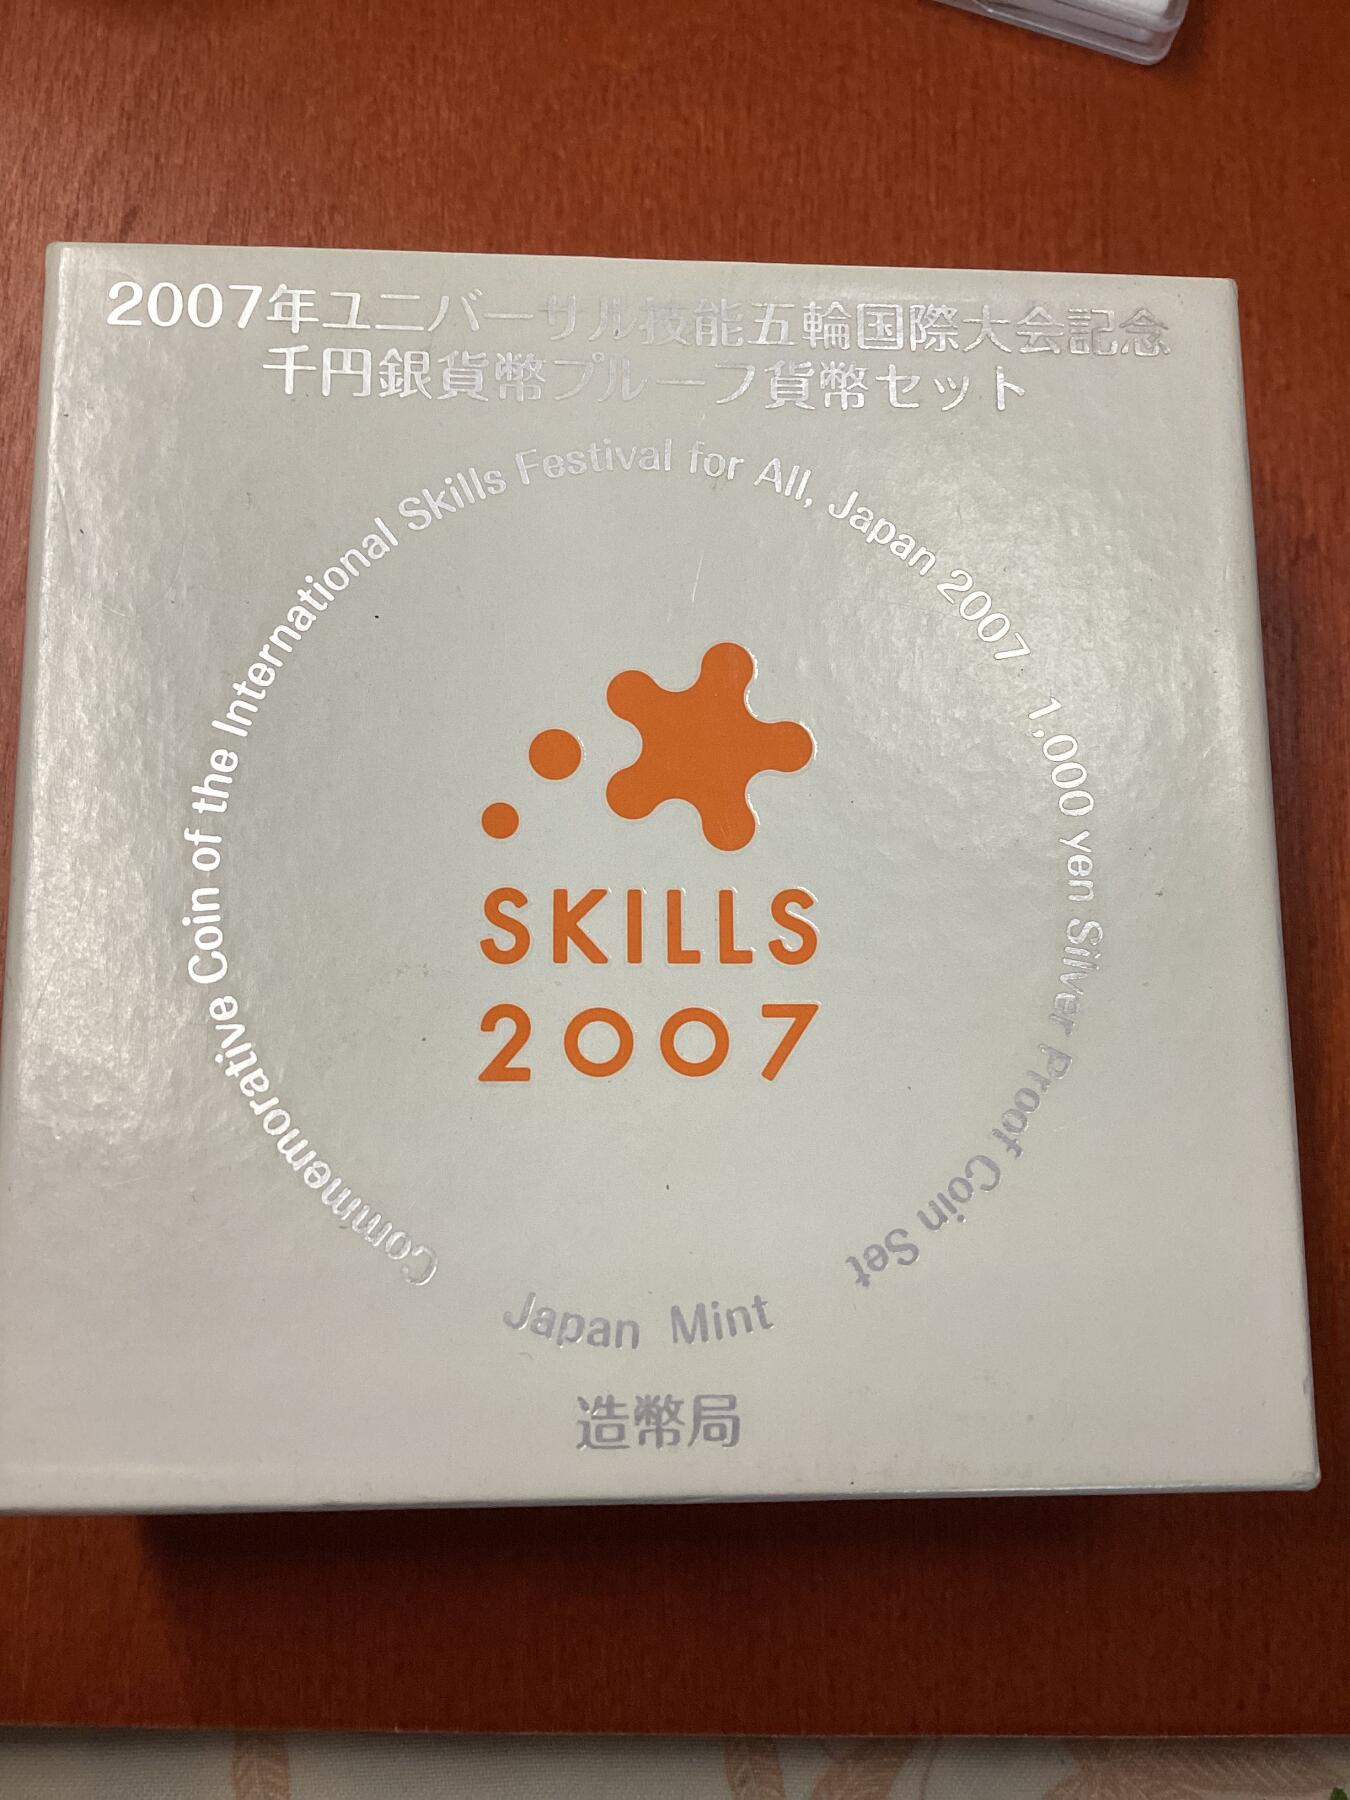 2007年ユニバーサル技能五輪国際大会記念
千円銀貨幣プルーフ貨幣セット
Commemorative Coin of the International Skills Festival for All, Japan 2007 1,000 yen Silver Proof Coin Set
SKILLS
2007
Japan Mint
造幣局